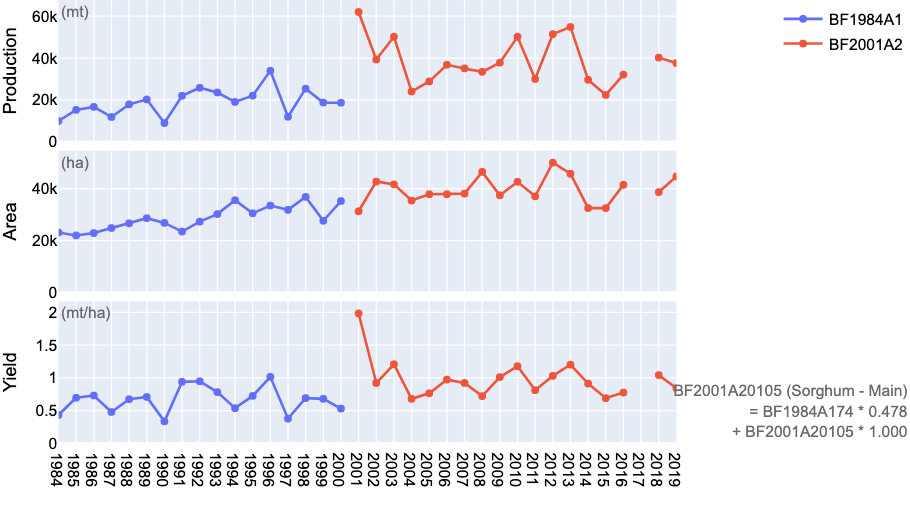 60k (mt)
40k
20k
0
Production
BF1984A1
BF2001A2
(ha)
40k
20k
0
Area
2 (mt/ha)
1.5
1
0.5
0
Yield
BF2001A20105 (Sorghum - Main)
= BF1984A174 * 0.478
+ BF2001A20105 * 1.000
1984 1985 1986 1987 1988 1989 1990 1991 1992 1993 1994 1995 1996 1997 1998 1999 2000 2001 2002 2003 2004 2005 2006 2007 2008 2009 2010 2011 2012 2013 2014 2015 2016 2017 2018 2019